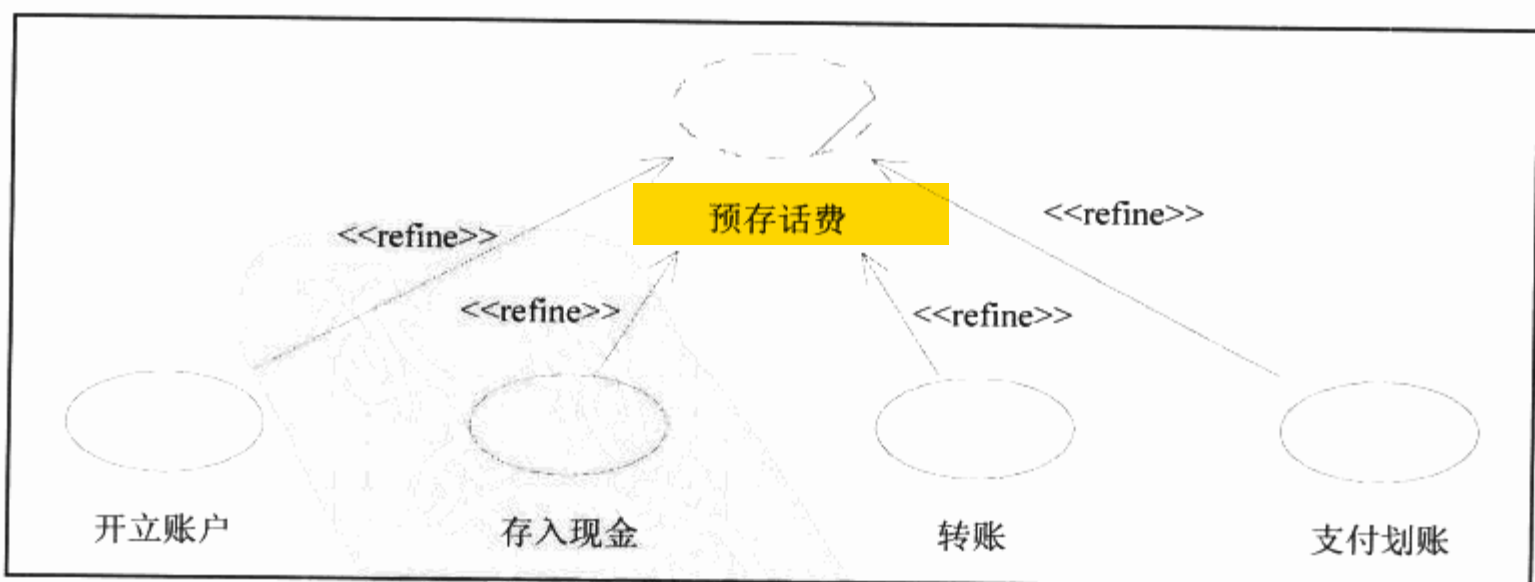 预存话费
<<refine>>
<<refine>>
<<refine>>
<<refine>>
开立账户
存入现金
转账
支付划账